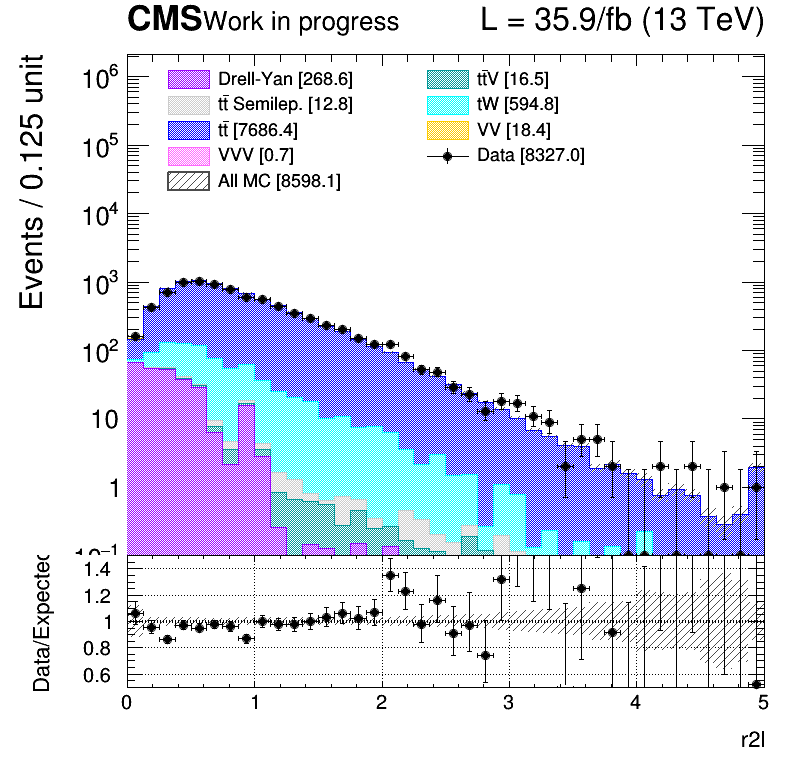 CMS Work in progress L = 35.9/fb (13 TeV)
Events / 0.125 unit
Drell-Yan [268.6] tt̄V [16.5]
tt̄ Semilep. [12.8] tW [594.8]
tt̄ [7686.4] VV [18.4]
VVV [0.7] Data [8327.0]
All MC [8598.1]
10⁶
10⁵
10⁴
10³
10²
10
1
10⁻¹
Data/Expected
1.4
1.2
1
0.8
0.6
0 1 2 3 4 5
r2l